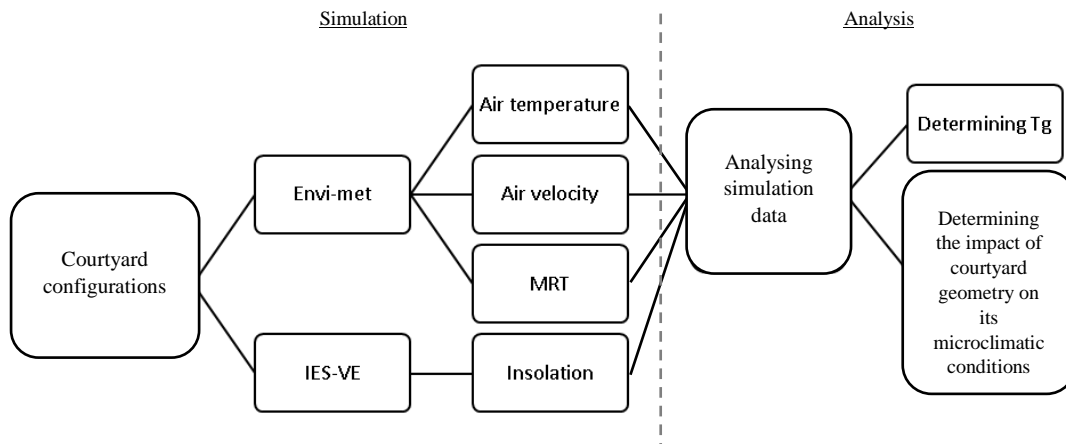 Simulation
Analysis
Courtyard
configurations
Envi-met
IES-VE
Air temperature
Air velocity
MRT
Insolation
Analysing
simulation
data
Determining Tg
Determining
the impact of
courtyard
geometry on
its
microclimatic
conditions